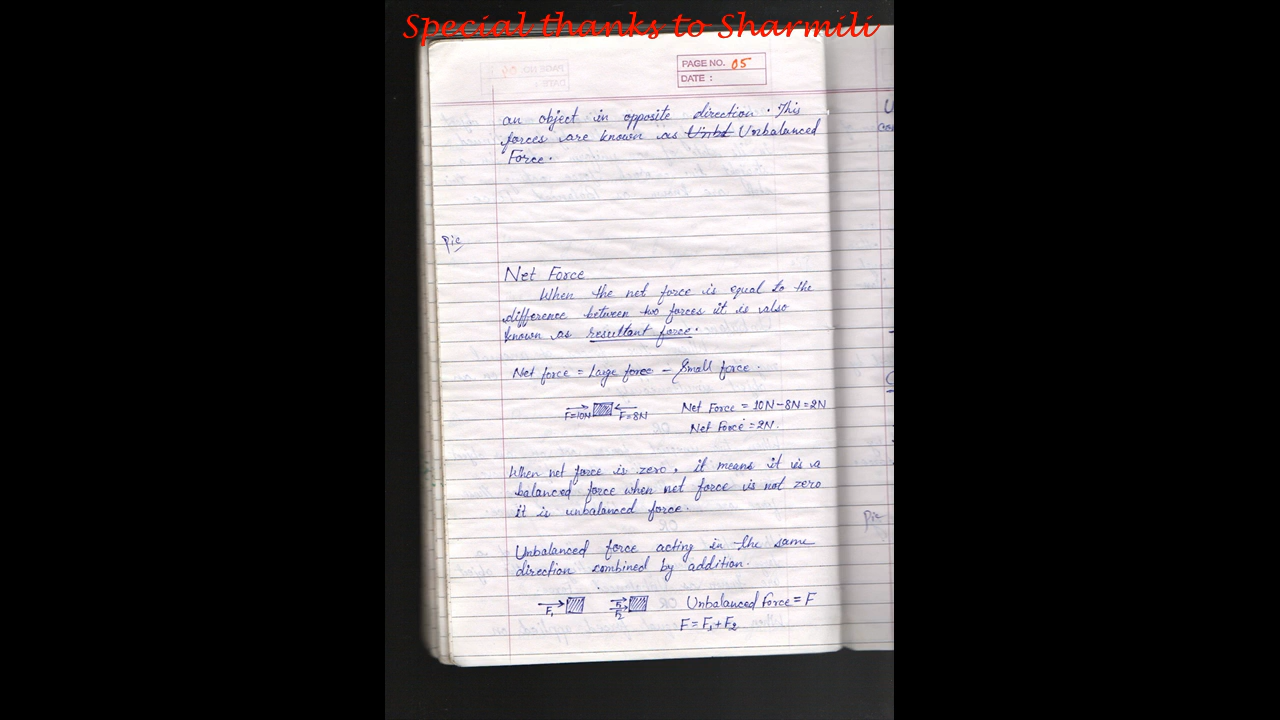 Special thanks to Sharmili
PAGE NO. 05
DATE :
an object in opposite direction. This
forces are known as Unbl Unbalanced
Force.
Pic
Net Force
When the net force is equal to the
difference between two forces it is also
known as resultant force.
Net force = Large force - Small force.
F=10N F=8N Net Force = 10N-8N=2N
Net Force = 2N.
When net force is zero, it means it is a
balanced force when net force is not zero
it is unbalanced force.
Unbalanced force acting in the same
direction combined by addition.
F1 F1 F2 Unbalanced Force = F
F = F1+F2
Pic